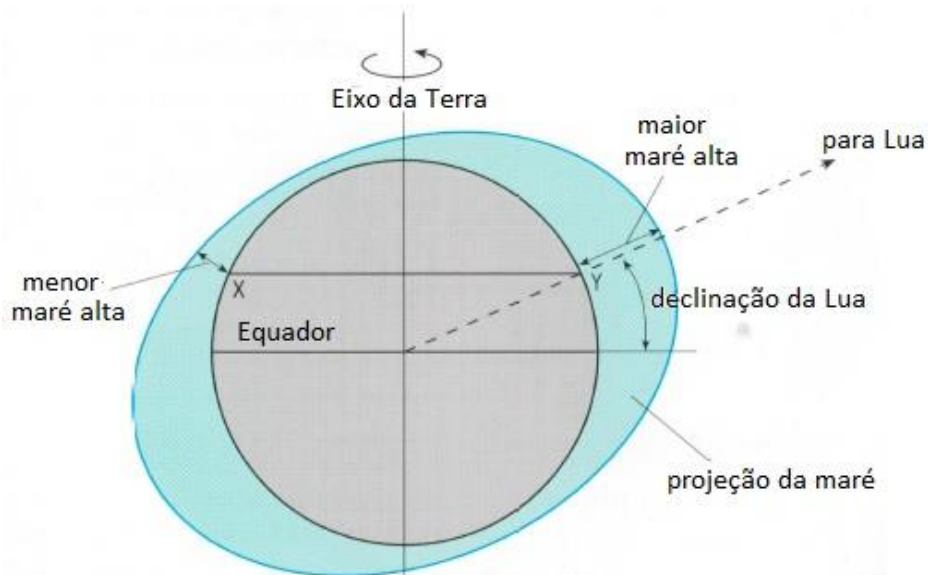 Eixo da Terra
maior
maré alta
para Lua
menor
maré alta
X
Y
declinação da Lua
Equador
projeção da maré